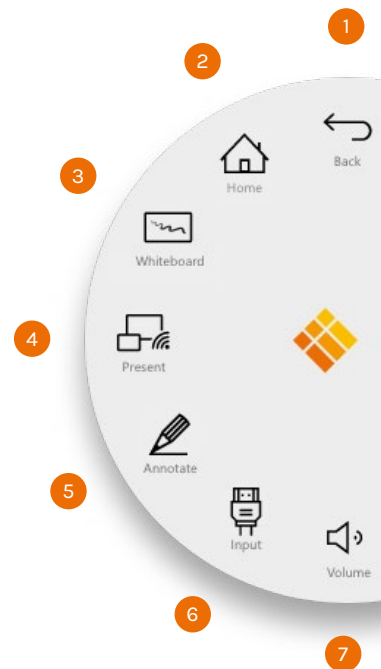 1
Back
2
Home
3
Whiteboard
4
Present
5
Annotate
6
Input
7
Volume